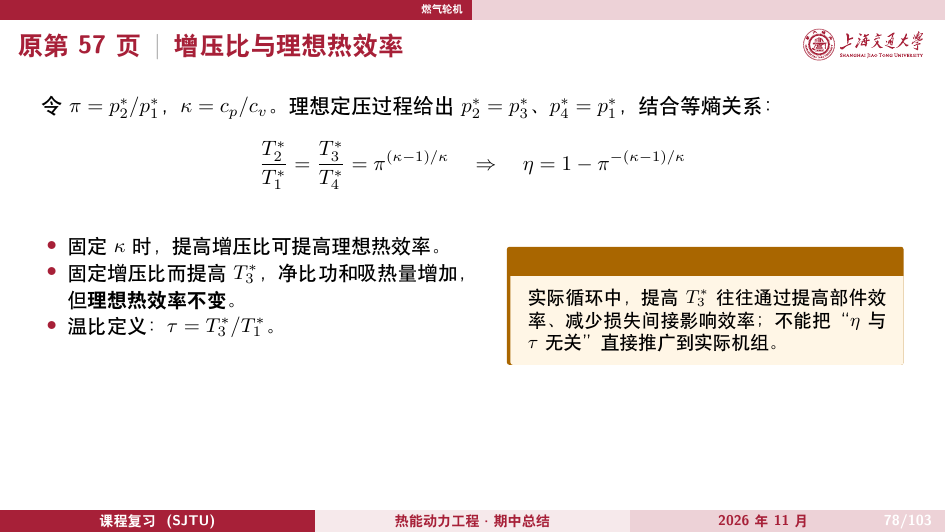 燃气轮机
原第 57 页 | 增压比与理想热效率
上海交通大学
SHANGHAI JIAO TONG UNIVERSITY
令 π = p₂*/p₁*，κ = cₚ/cᵥ。理想定压过程给出 p₂* = p₃*、p₄* = p₁*，结合等熵关系：
T₂*/T₁* = T₃*/T₄* = π^(κ−1)/κ ⇒ η = 1 − π^−(κ−1)/κ
• 固定 κ 时，提高增压比可提高理想热效率。
• 固定增压比而提高 T₃*，净比功和吸热量增加，
但理想热效率不变。
• 温比定义：τ = T₃*/T₁*。
实际循环中，提高 T₃* 往往通过提高部件效
率、减少损失间接影响效率；不能把 “η 与
τ 无关” 直接推广到实际机组。
课程复习 (SJTU)
热能动力工程 · 期中总结
2026 年 11 月
78/103